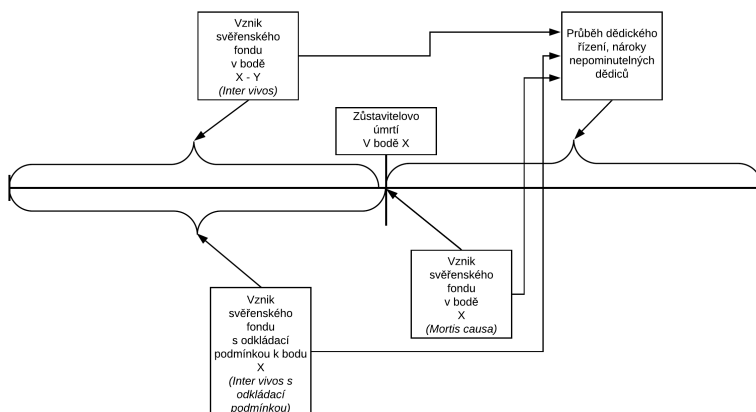 Vznik
svěřenského
fondu
v bodě
X - Y
(Inter vivos)
Průběh dědického
řízení, nároky
nepominutelných
dědiců
Zůstavitelovo
úmrtí
V bodě X
Vznik
svěřenského
fondu
v bodě
X
(Mortis causa)
Vznik
svěřenského
fondu
s odkládací
podmínkou k bodu
X
(Inter vivos s
odkládací
podmínkou)